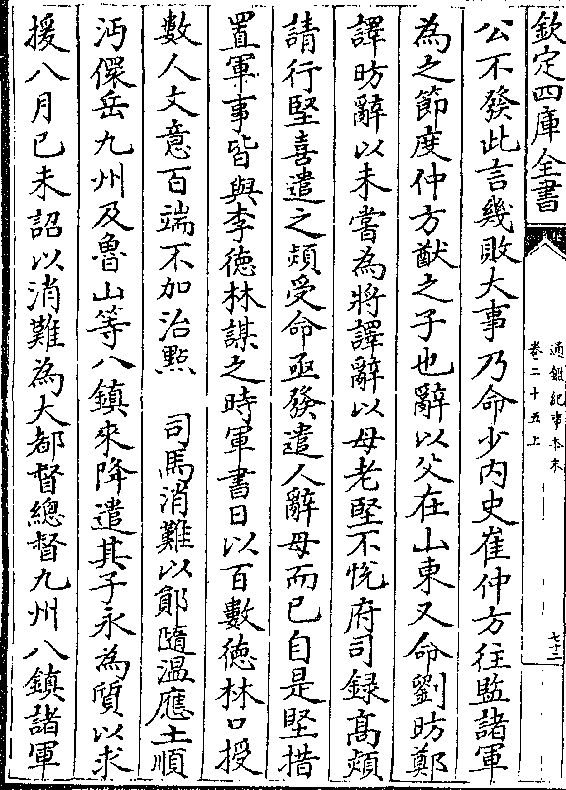 欽定四庫全書
通鑑紀事本末
卷二十五上
七十二
公不發此言幾敗大事乃命少内史崔仲方往監諸軍
為之節度仲方猷之子也辭以父在山東又命劉昉鄭
譯昉辭以未嘗為將譯辭以母老堅不恱府司録高熲
請行堅喜遣之熲受命亟發遣人辭母而已自是堅措
置軍事皆與李徳林謀之時軍書日以百數徳林口授
數人文意百端不加治㸃　司馬消難以鄖隨温應土順
沔儇岳九州及魯山等八鎮來降遣其子永為質以求
援八月已未詔以消難為大都督總督九州八鎮諸軍